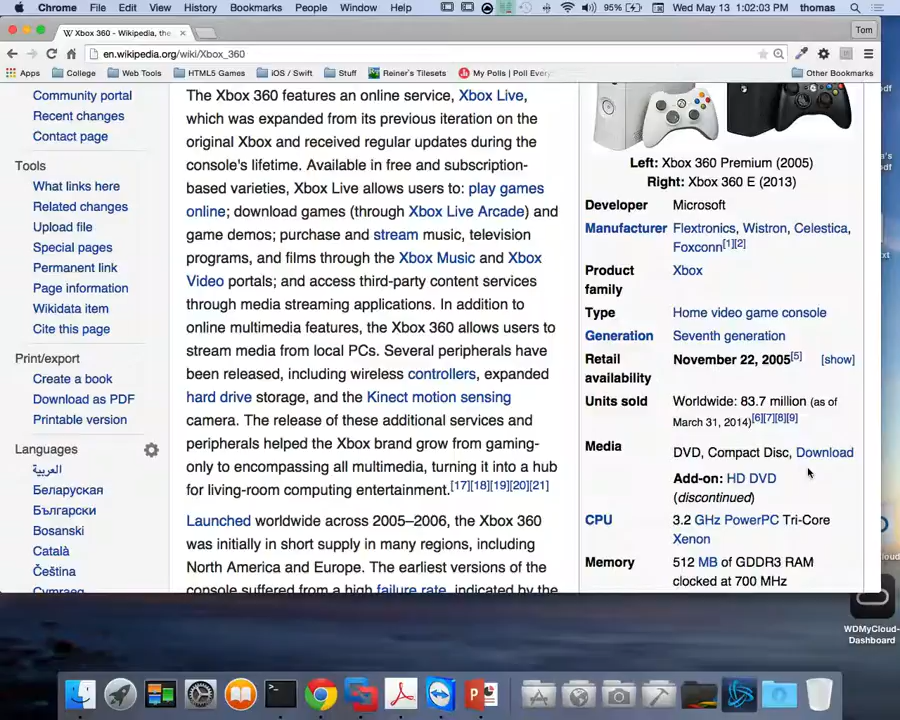 Chrome File Edit View History Bookmarks People Window Help 95% Wed May 13 1:02:03 PM thomas
W Xbox 360 - Wikipedia, the × Tom
en.wikipedia.org/wiki/Xbox_360
Apps College Web Tools HTML5 Games iOS / Swift Stuff Reiner's Tilesets My Polls | Poll Ever Other Bookmarks
Community portal
Recent changes
Contact page
Tools
What links here
Related changes
Upload file
Special pages
Permanent link
Page information
Wikidata item
Cite this page
Print/export
Create a book
Download as PDF
Printable version
Languages
العربية
Беларуская
Български
Bosanski
Català
Čeština
Cymraeg
The Xbox 360 features an online service, Xbox Live,
which was expanded from its previous iteration on the
original Xbox and received regular updates during the
console's lifetime. Available in free and subscription-
based varieties, Xbox Live allows users to: play games
online; download games (through Xbox Live Arcade) and
game demos; purchase and stream music, television
programs, and films through the Xbox Music and Xbox
Video portals; and access third-party content services
through media streaming applications. In addition to
online multimedia features, the Xbox 360 allows users to
stream media from local PCs. Several peripherals have
been released, including wireless controllers, expanded
hard drive storage, and the Kinect motion sensing
camera. The release of these additional services and
peripherals helped the Xbox brand grow from gaming-
only to encompassing all multimedia, turning it into a hub
for living-room computing entertainment.[17][18][19][20][21]
Launched worldwide across 2005–2006, the Xbox 360
was initially in short supply in many regions, including
North America and Europe. The earliest versions of the
console suffered from a high failure rate, indicated by the
Left: Xbox 360 Premium (2005)
Right: Xbox 360 E (2013)
Developer Microsoft
Manufacturer Flextronics, Wistron, Celestica,
Foxconn[1][2]
Product Xbox
family
Type Home video game console
Generation Seventh generation
Retail November 22, 2005[5] [show]
availability
Units sold Worldwide: 83.7 million (as of
March 31, 2014)[6][7][8][9]
Media DVD, Compact Disc, Download
Add-on: HD DVD
(discontinued)
CPU 3.2 GHz PowerPC Tri-Core
Xenon
Memory 512 MB of GDDR3 RAM
clocked at 700 MHz
WDMyCloud-
Dashboard